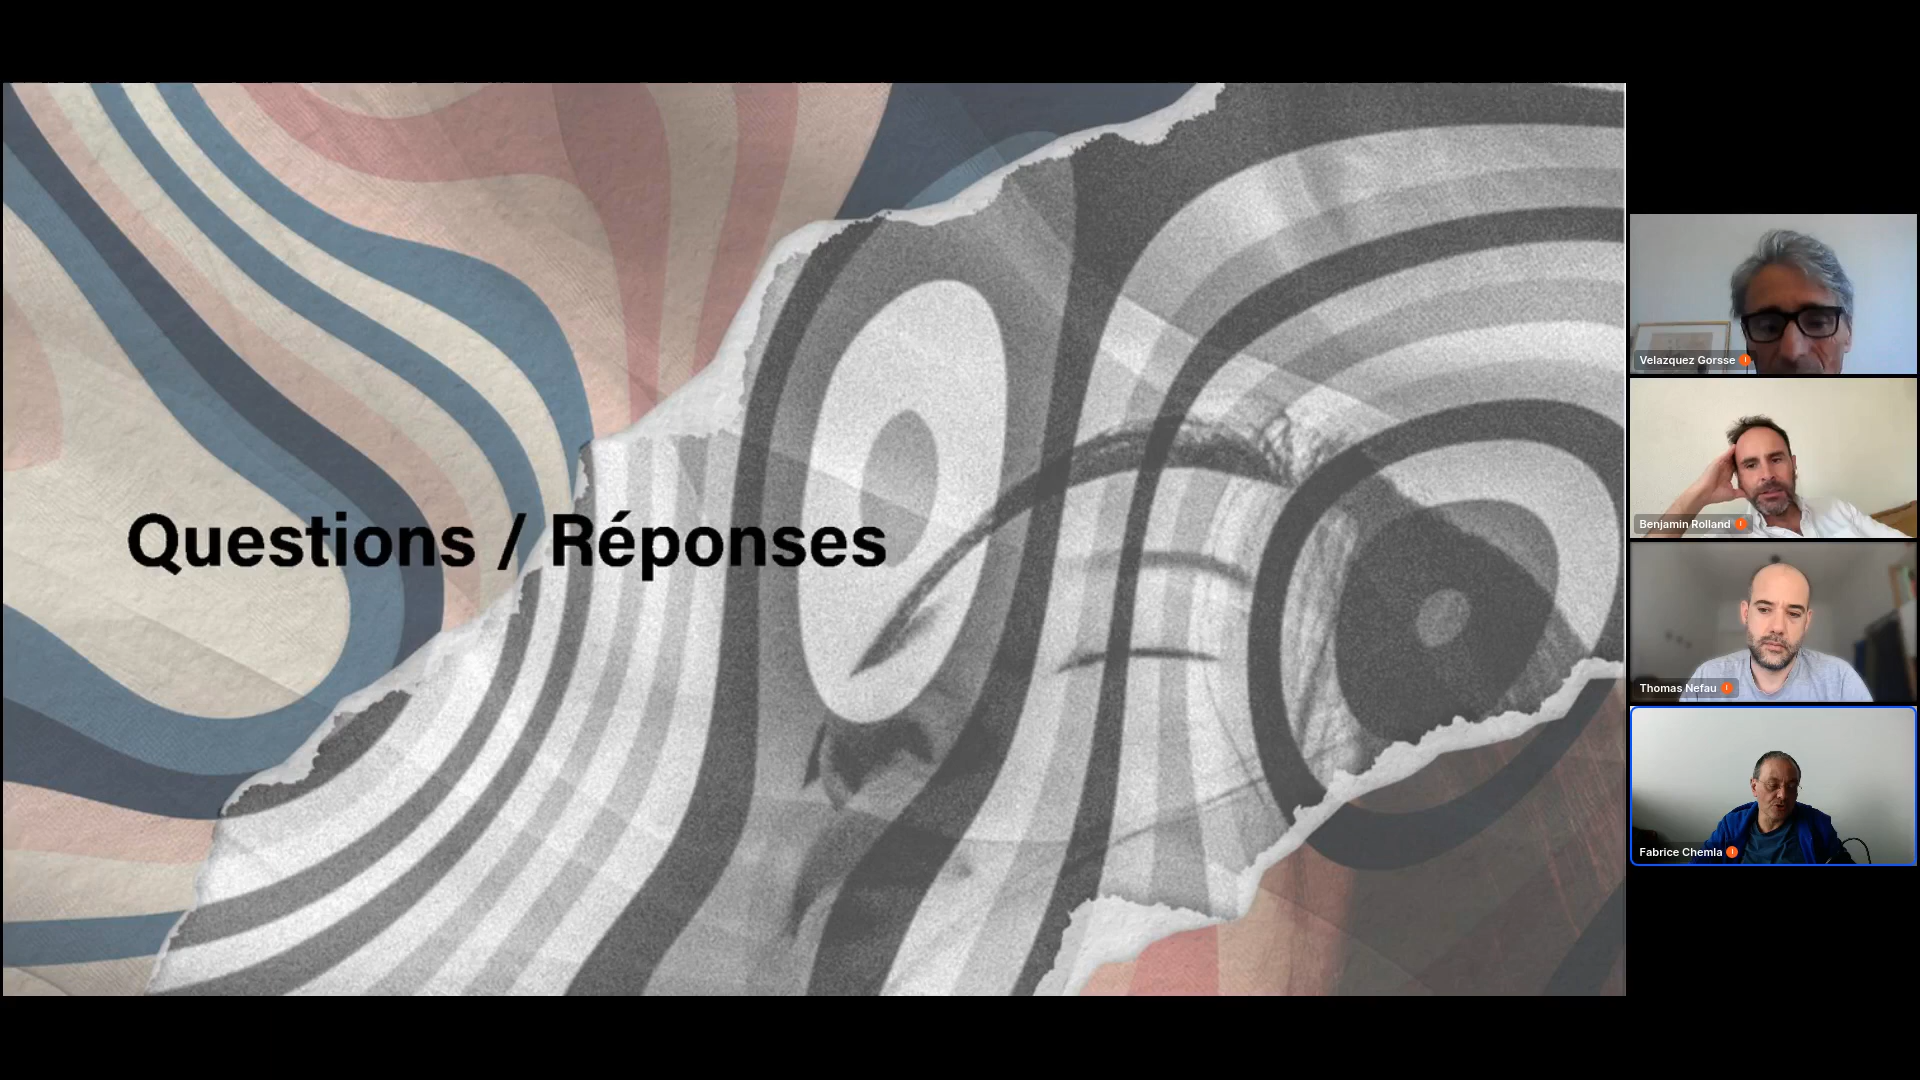 Questions / Réponses
Velazquez Gorsse
Benjamin Rolland
Thomas Nefau
Fabrice Chemla